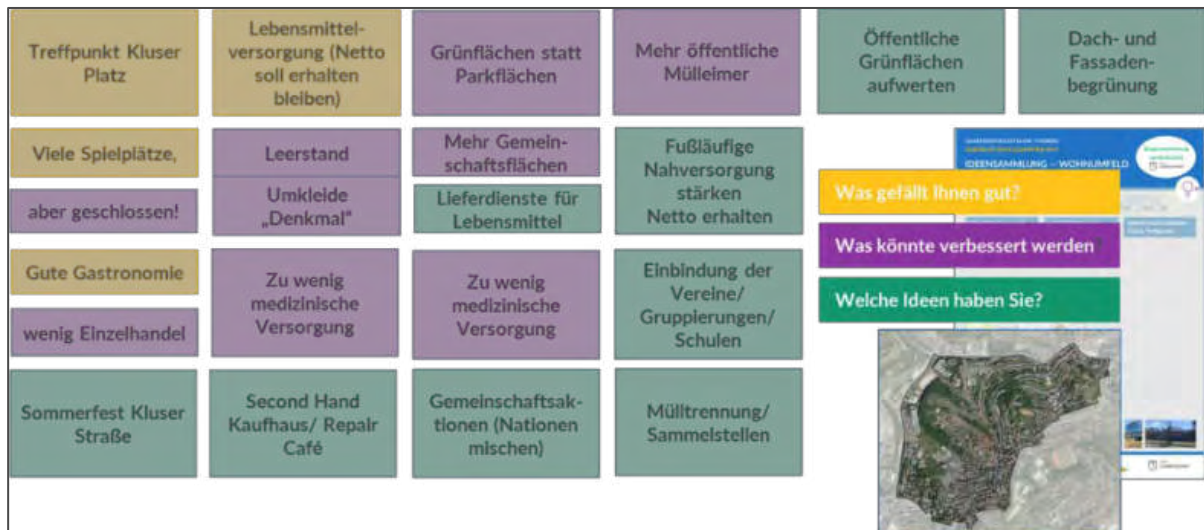 Treffpunkt Kluser
Platz
Lebensmittel-
versorgung (Netto
soll erhalten
bleiben)
Grünflächen statt
Parkflächen
Mehr öffentliche
Mülleimer
Öffentliche
Grünflächen
aufwerten
Dach- und
Fassaden-
begrünung
Viele Spielplätze,
aber geschlossen!
Leerstand
Umkleide
„Denkmal“
Mehr Gemein-
schaftsflächen
Lieferdienste für
Lebensmittel
Fußläufige
Nahversorgung
stärken
Netto erhalten
Gute Gastronomie
wenig Einzelhandel
Zu wenig
medizinische
Versorgung
Zu wenig
medizinische
Versorgung
Einbindung der
Vereine/
Gruppierungen/
Schulen
Sommerfest Kluser
Straße
Second Hand
Kaufhaus/ Repair
Café
Gemeinschaftsak-
tionen (Nationen
mischen)
Mülltrennung/
Sammelstellen
IDEENSAMMLUNG – WOHNUMFELD
Was gefällt Ihnen gut?
Was könnte verbessert werden
Welche Ideen haben Sie?